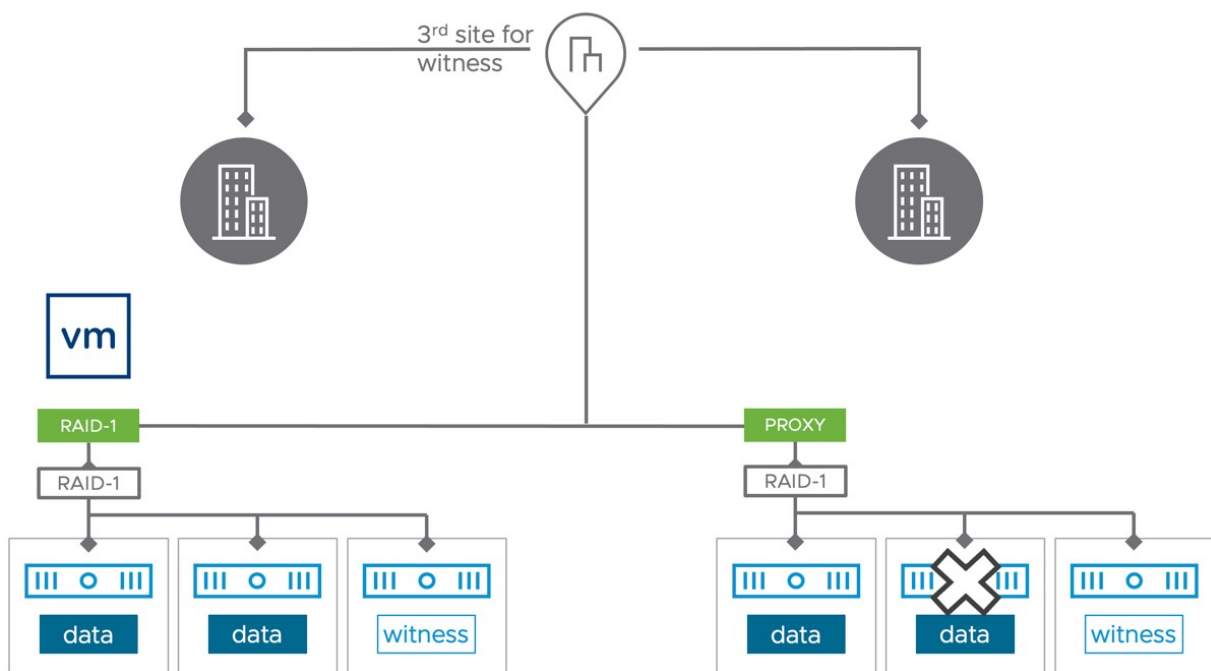 3rd site for
witness
vm
RAID-1
PROXY
RAID-1
RAID-1
data
data
witness
data
data
witness